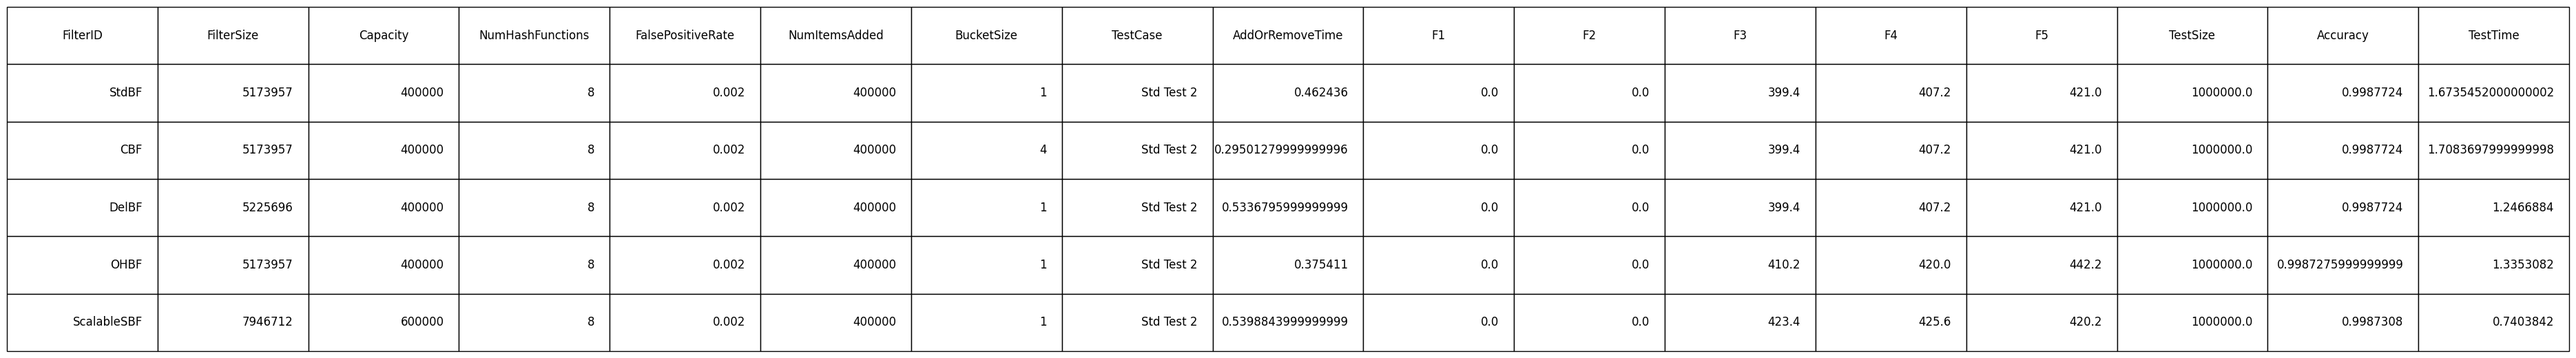 FilterID FilterSize Capacity NumHashFunctions FalsePositiveRate NumItemsAdded BucketSize TestCase AddOrRemoveTime F1 F2 F3 F4 F5 TestSize Accuracy TestTime
StdBF 5173957 400000 8 0.002 400000 1 Std Test 2 0.462436 0.0 0.0 399.4 407.2 421.0 1000000.0 0.9987724 1.6735452000000002
CBF 5173957 400000 8 0.002 400000 4 Std Test 2 0.29501279999999996 0.0 0.0 399.4 407.2 421.0 1000000.0 0.9987724 1.7083697999999998
DelBF 5225696 400000 8 0.002 400000 1 Std Test 2 0.5336795999999999 0.0 0.0 399.4 407.2 421.0 1000000.0 0.9987724 1.2466884
OHBF 5173957 400000 8 0.002 400000 1 Std Test 2 0.375411 0.0 0.0 410.2 420.0 442.2 1000000.0 0.9987275999999999 1.3353082
ScalableSBF 7946712 600000 8 0.002 400000 1 Std Test 2 0.5398843999999999 0.0 0.0 423.4 425.6 420.2 1000000.0 0.9987308 0.7403842